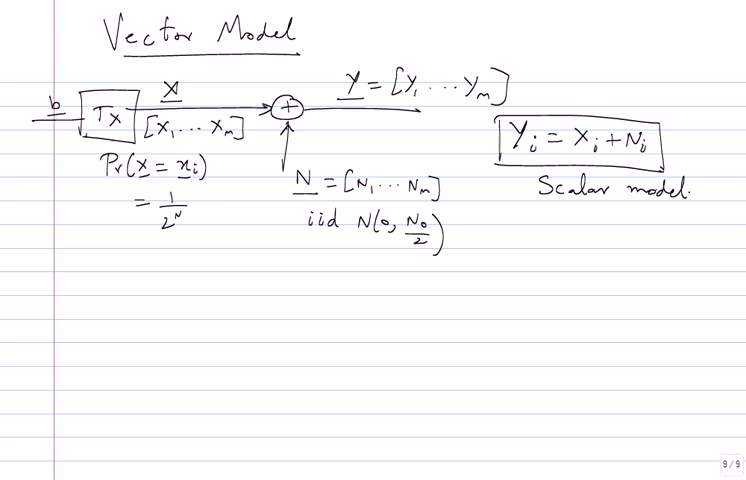 Vector Model
b
Tx
X
[X₁ ⋯ Xₘ]
+
Y = [Y₁ ⋯ Yₘ]
Yᵢ = Xᵢ + Nᵢ
Scalar model.
Pr(X = xᵢ)
= 1/2ᴺ
N = [N₁ ⋯ Nₘ]
iid N(0, N₀/2)
9/9